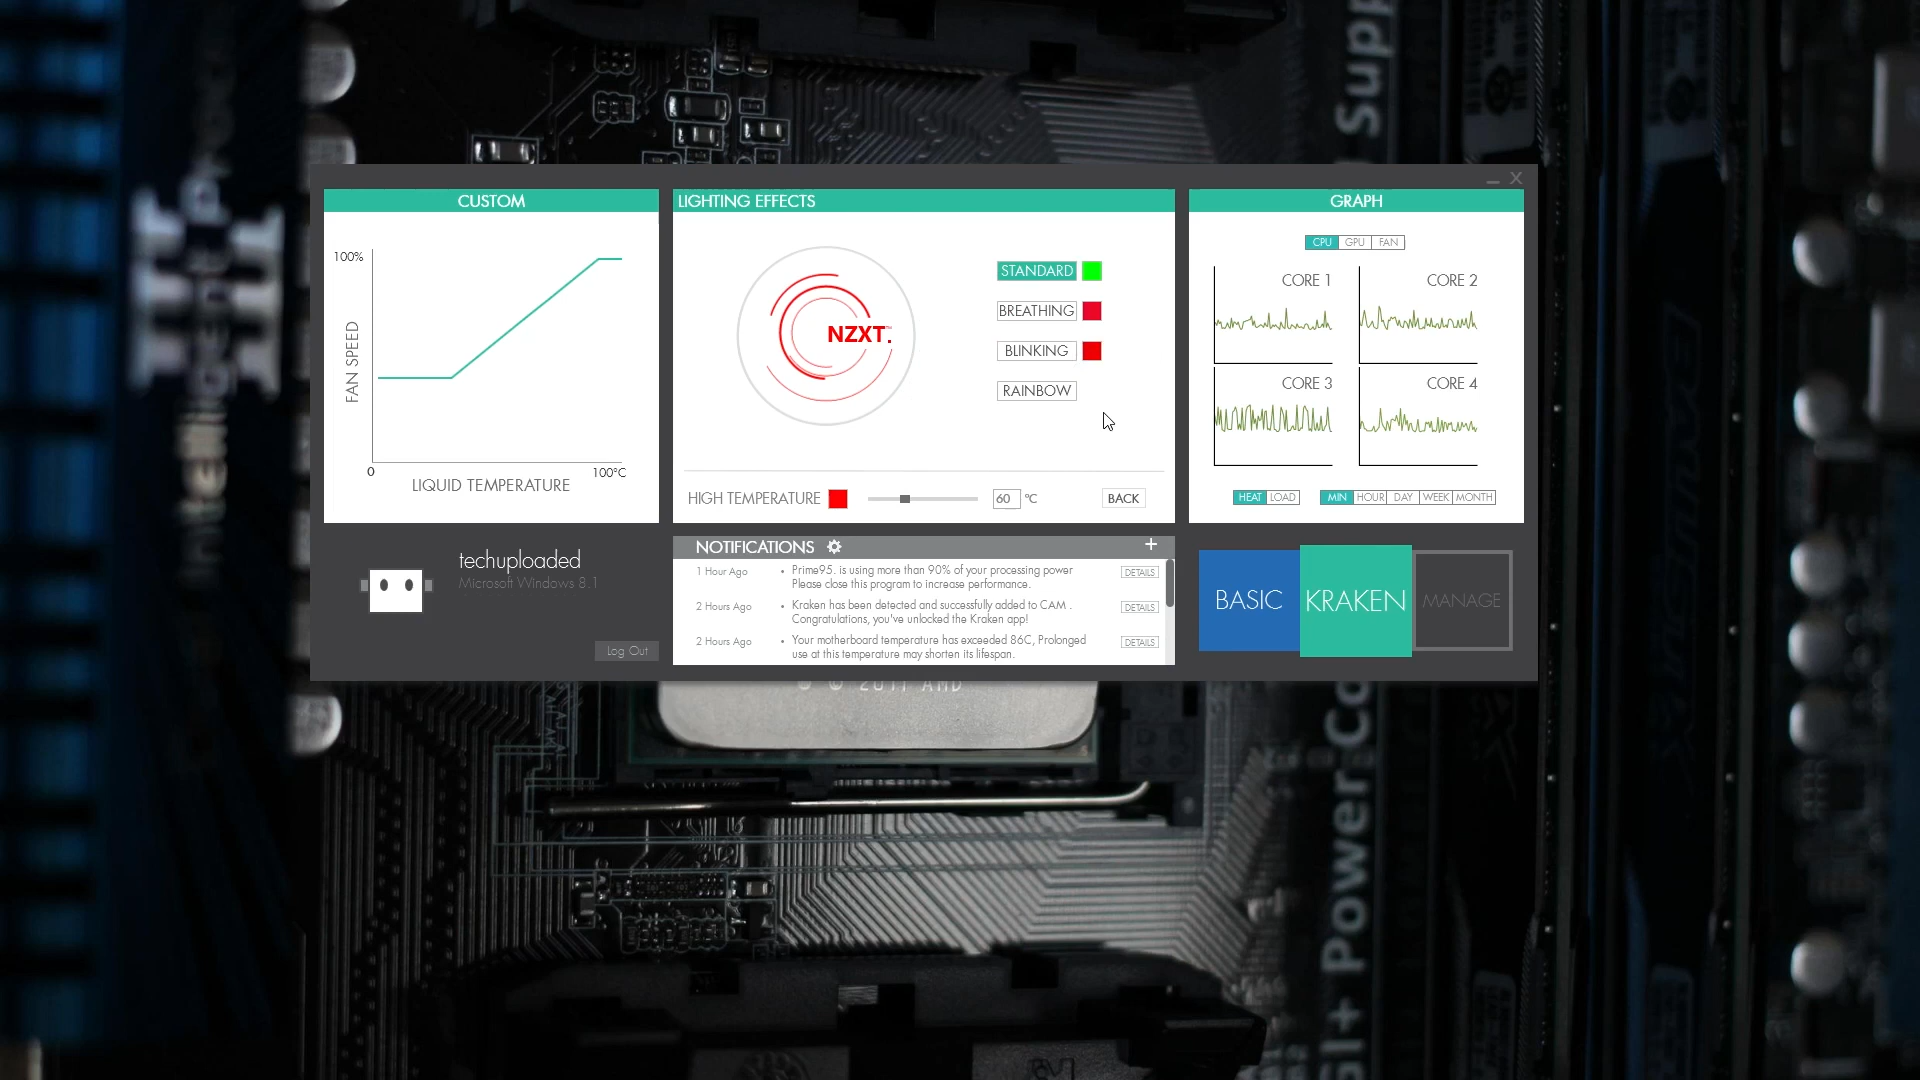 CUSTOM
100%
FAN SPEED
0
100°C
LIQUID TEMPERATURE
LIGHTING EFFECTS
NZXT
STANDARD
BREATHING
BLINKING
RAINBOW
HIGH TEMPERATURE 60 °C BACK
GRAPH
CPU GPU FAN
CORE 1 CORE 2
CORE 3 CORE 4
HEAT LOAD MIN HOUR DAY WEEK MONTH
techuploaded
Microsoft Windows 8.1
Log Out
NOTIFICATIONS
1 Hour Ago • Prime95. is using more than 90% of your processing power DETAILS
Please close this program to increase performance.
2 Hours Ago • Kraken has been detected and successfully added to CAM . DETAILS
Congratulations, you've unlocked the Kraken app!
2 Hours Ago • Your motherboard temperature has exceeded 86C, Prolonged DETAILS
use at this temperature may shorten its lifespan.
BASIC KRAKEN MANAGE
© 2011 AMD
Supp
Power Co